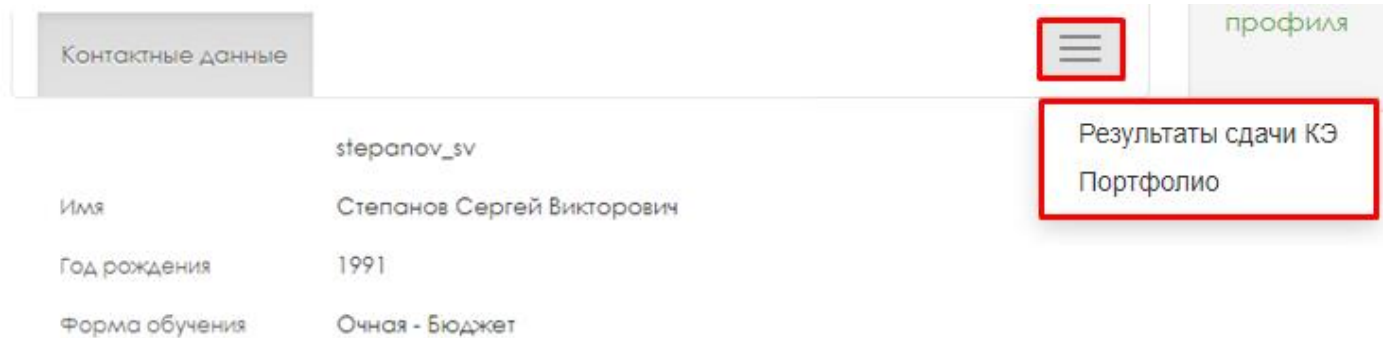 профиля
Контактные данные
Результаты сдачи КЭ
stepanov_sv
Портфолио
Имя Степанов Сергей Викторович
Год рождения 1991
Форма обучения Очная - Бюджет